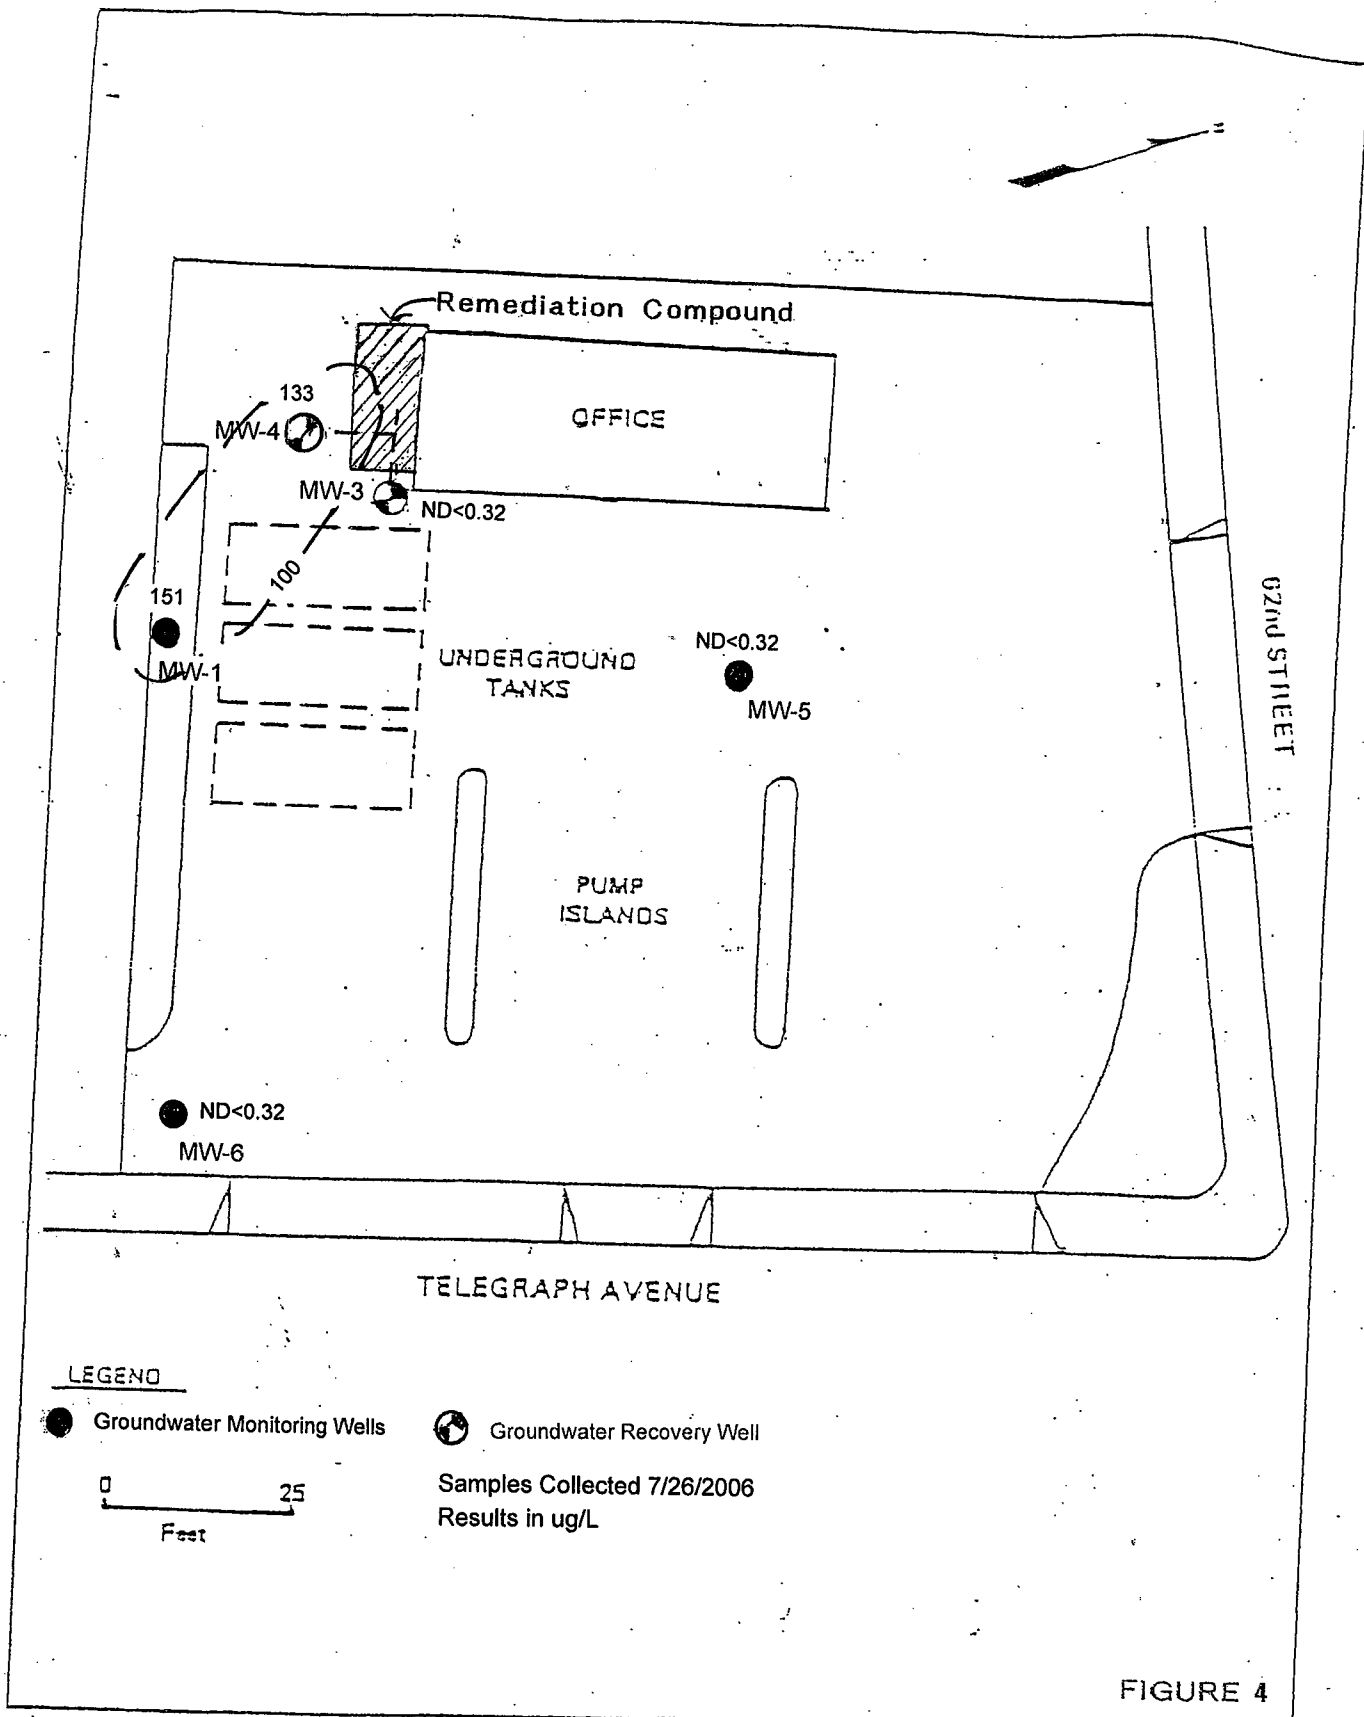 Remediation Compound
133
OFFICE
MW-4
MW-3
ND<0.32
100
151
MW-1
UNDERGROUND
TANKS
ND<0.32
MW-5
62nd STREET
PUMP
ISLANDS
ND<0.32
MW-6
TELEGRAPH AVENUE
LEGEND
Groundwater Monitoring Wells
Groundwater Recovery Well
0 25
Feet
Samples Collected 7/26/2006
Results in ug/L
FIGURE 4